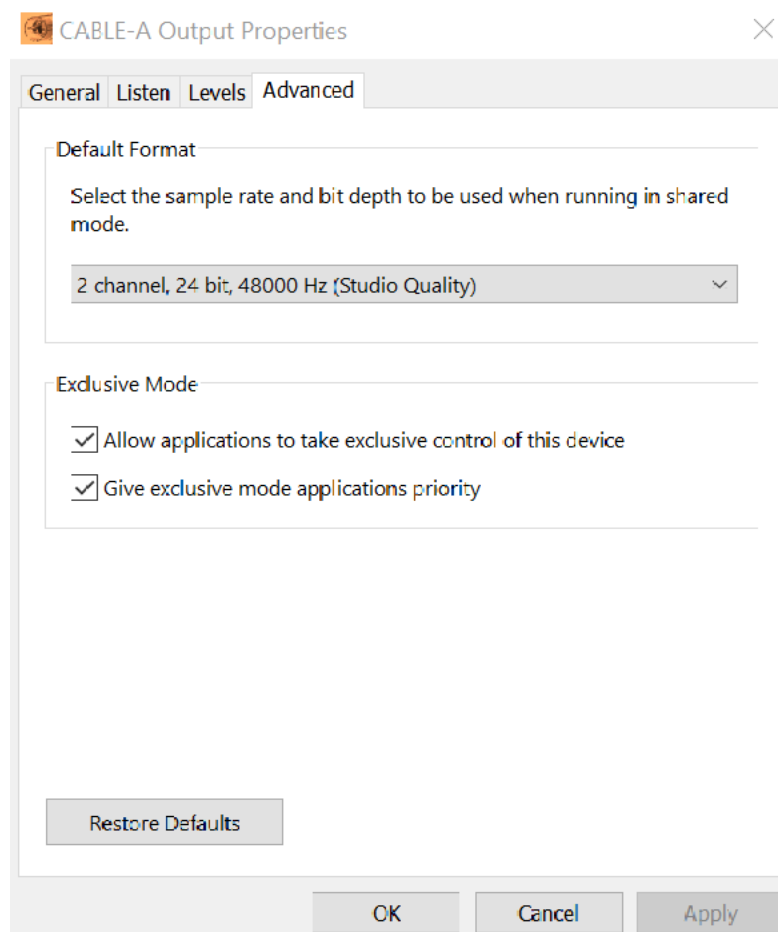 CABLE-A Output Properties
General Listen Levels Advanced
Default Format
Select the sample rate and bit depth to be used when running in shared
mode.
2 channel, 24 bit, 48000 Hz (Studio Quality)
Exclusive Mode
Allow applications to take exclusive control of this device
Give exclusive mode applications priority
Restore Defaults
OK Cancel Apply